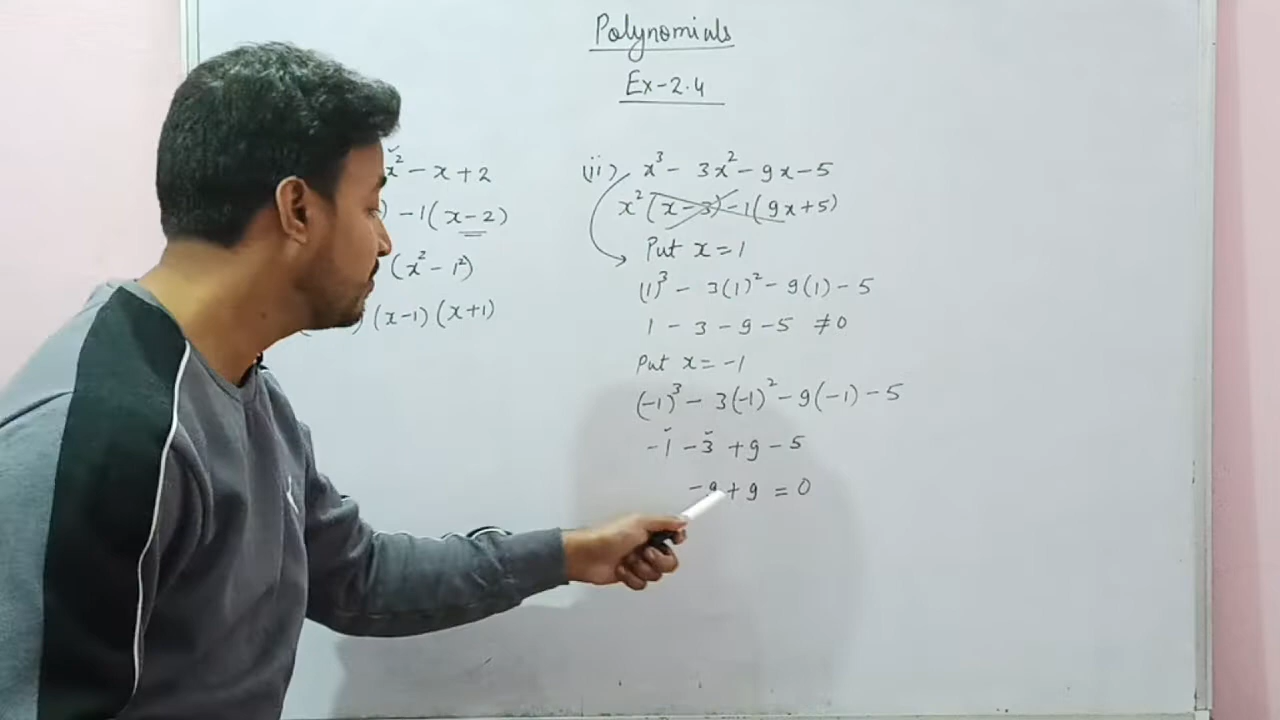 Polynomials
Ex-2.4
x² - x + 2
- 1 ( x - 2 )
( x² - 1² )
) ( x - 1 ) ( x + 1 )
(ii) x³ - 3x² - 9x - 5
x² ( x - 3 ) - 1 ( 9x + 5 )
Put x = 1
(1)³ - 3(1)² - 9(1) - 5
1 - 3 - 9 - 5 ≠ 0
Put x = -1
(-1)³ - 3(-1)² - 9(-1) - 5
-1 - 3 + 9 - 5
-9 + 9 = 0